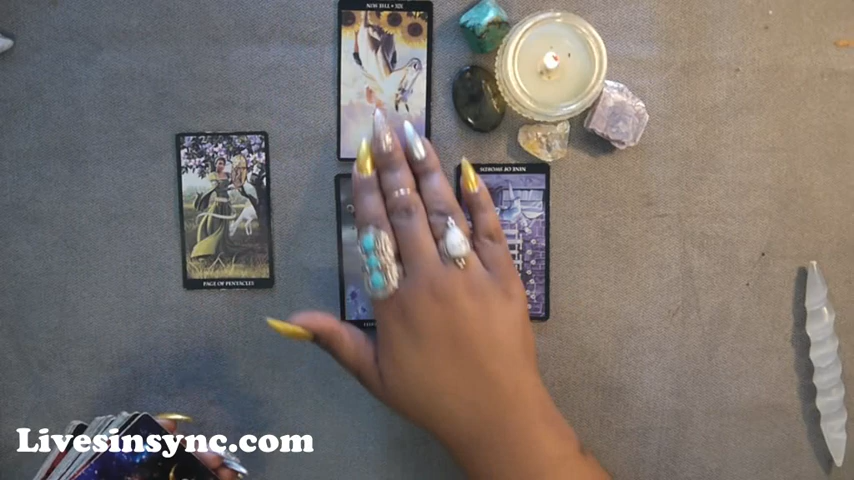 XIX • THE SUN
NINE OF SWORDS
PAGE OF PENTACLES
Livesinsync.com